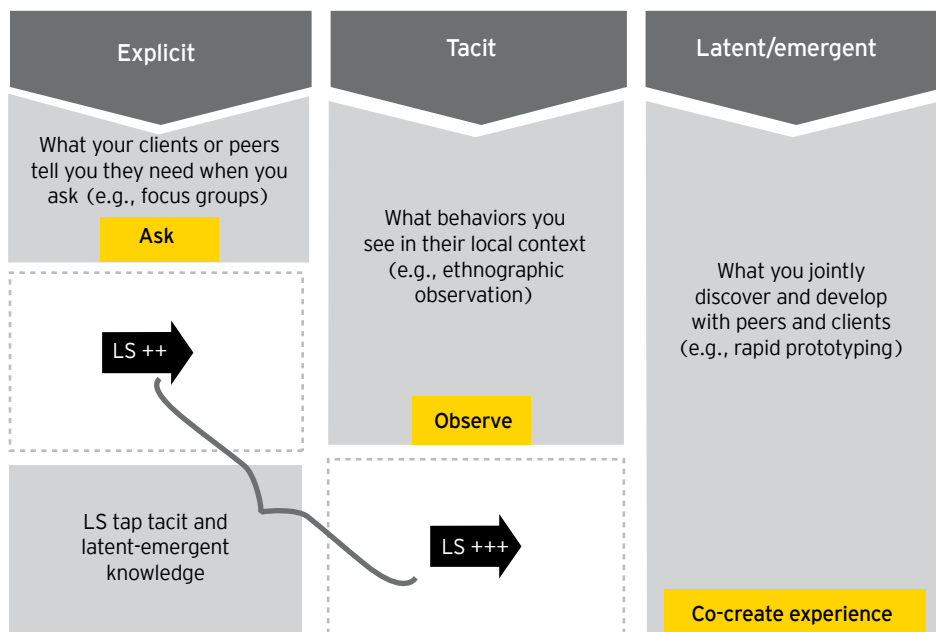 Explicit
What your clients or peers
tell you they need when you
ask (e.g., focus groups)
Ask
LS ++
LS tap tacit and
latent-emergent
knowledge
Tacit
What behaviors you
see in their local context
(e.g., ethnographic
observation)
Observe
LS +++
Latent/emergent
What you jointly
discover and develop
with peers and clients
(e.g., rapid prototyping)
Co-create experience